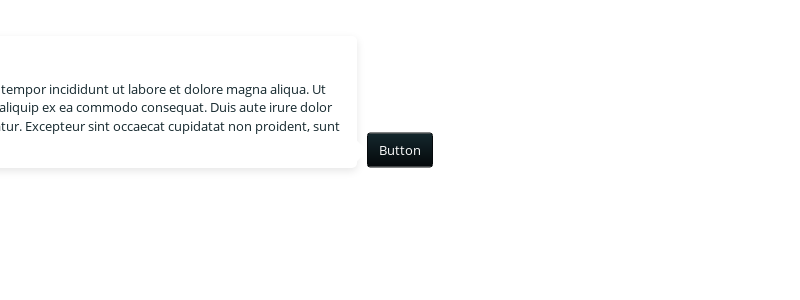 tempor incididunt ut labore et dolore magna aliqua. Ut
aliquip ex ea commodo consequat. Duis aute irure dolor
Excepteur sint occaecat cupidatat non proident, sunt
Button